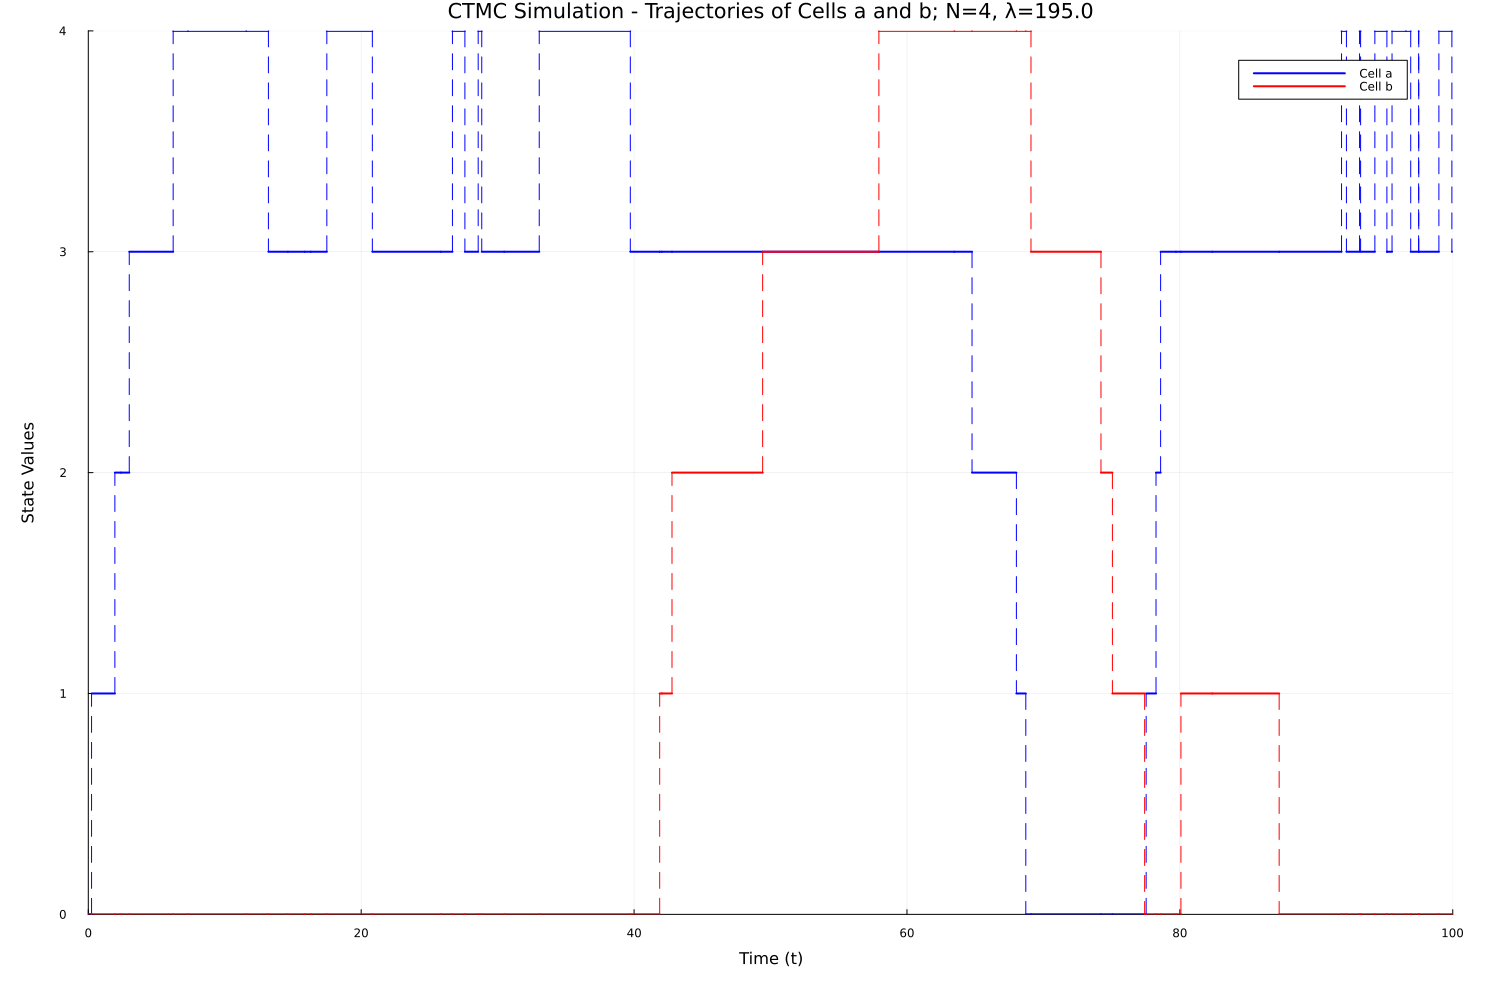 CTMC Simulation - Trajectories of Cells a and b; N=4, λ=195.0
4
Cell a
Cell b
3
State Values
2
1
0
0 20 40 60 80 100
Time (t)